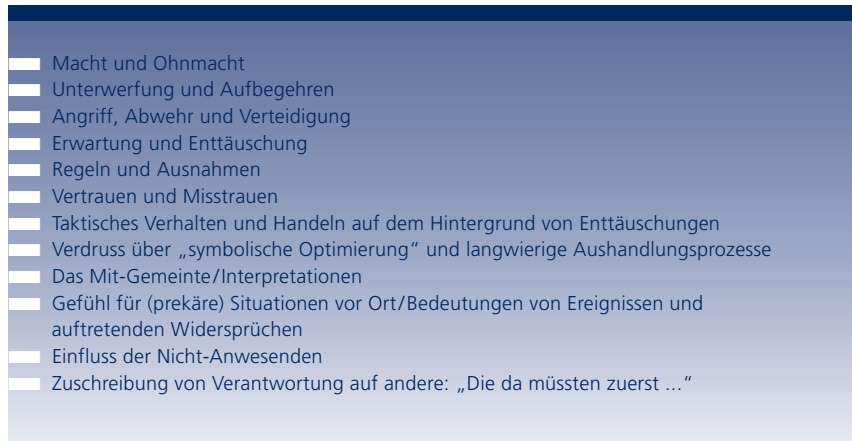 Macht und Ohnmacht
Unterwerfung und Aufbegehren
Angriff, Abwehr und Verteidigung
Erwartung und Enttäuschung
Regeln und Ausnahmen
Vertrauen und Misstrauen
Taktisches Verhalten und Handeln auf dem Hintergrund von Enttäuschungen
Verdruss über „symbolische Optimierung“ und langwierige Aushandlungsprozesse
Das Mit-Gemeinte/Interpretationen
Gefühl für (prekäre) Situationen vor Ort/Bedeutungen von Ereignissen und
auftretenden Widersprüchen
Einfluss der Nicht-Anwesenden
Zuschreibung von Verantwortung auf andere: „Die da müssten zuerst ...“